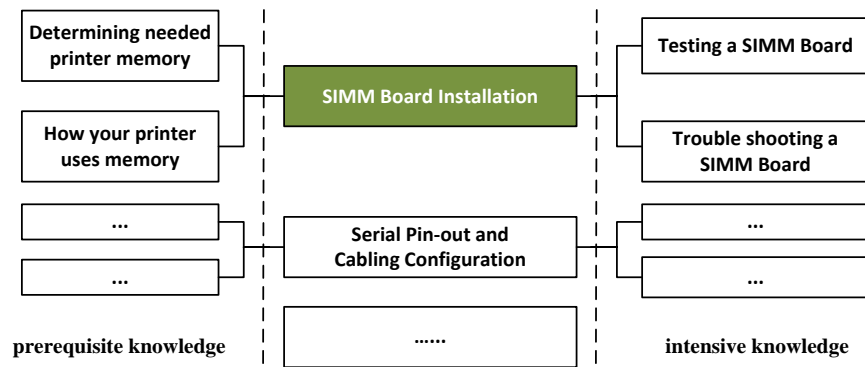 Determining needed
printer memory
How your printer
uses memory
...
...
prerequisite knowledge
SIMM Board Installation
Serial Pin-out and
Cabling Configuration
......
Testing a SIMM Board
Trouble shooting a
SIMM Board
...
...
intensive knowledge